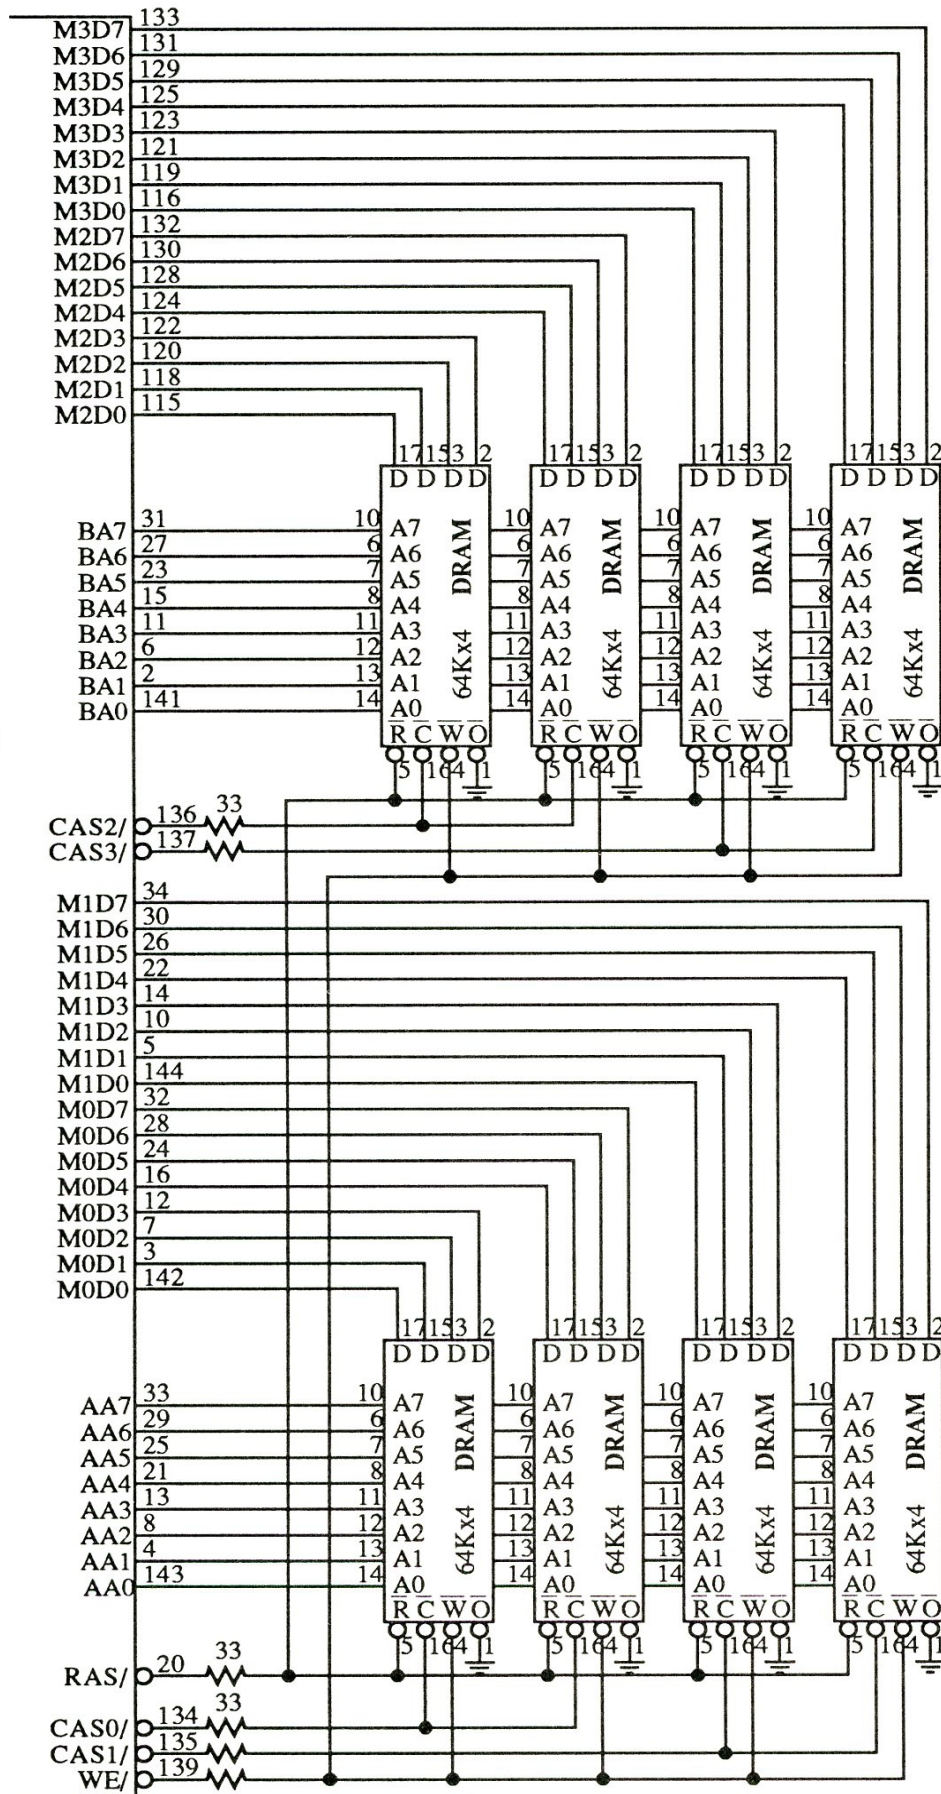 M3D7 133
M3D6 131
M3D5 129
M3D4 125
M3D3 123
M3D2 121
M3D1 119
M3D0 116
M2D7 132
M2D6 130
M2D5 128
M2D4 124
M2D3 122
M2D2 120
M2D1 118
M2D0 115
17 15 3 2 17 15 3 2 17 15 3 2 17 15 3 2
D D D D D D D D D D D D D D D D
BA7 31 10 A7 10 A7 10 A7 10 A7
BA6 27 6 A6 6 A6 6 A6 6 A6
BA5 23 7 A5 7 A5 7 A5 7 A5
BA4 15 8 A4 8 A4 8 A4 8 A4
BA3 11 11 A3 11 A3 11 A3 11 A3
BA2 6 12 A2 12 A2 12 A2 12 A2
BA1 2 13 A1 13 A1 13 A1 13 A1
BA0 141 14 A0 14 A0 14 A0 14 A0
64Kx4 DRAM 64Kx4 DRAM 64Kx4 DRAM 64Kx4 DRAM
R C W O R C W O R C W O R C W O
5 16 4 1 5 16 4 1 5 16 4 1 5 16 4 1
CAS2/ 136 33
CAS3/ 137
M1D7 34
M1D6 30
M1D5 26
M1D4 22
M1D3 14
M1D2 10
M1D1 5
M1D0 144
M0D7 32
M0D6 28
M0D5 24
M0D4 16
M0D3 12
M0D2 7
M0D1 3
M0D0 142
17 15 3 2 17 15 3 2 17 15 3 2 17 15 3 2
D D D D D D D D D D D D D D D D
AA7 33 10 A7 10 A7 10 A7 10 A7
AA6 29 6 A6 6 A6 6 A6 6 A6
AA5 25 7 A5 7 A5 7 A5 7 A5
AA4 21 8 A4 8 A4 8 A4 8 A4
AA3 13 11 A3 11 A3 11 A3 11 A3
AA2 8 12 A2 12 A2 12 A2 12 A2
AA1 4 13 A1 13 A1 13 A1 13 A1
AA0 143 14 A0 14 A0 14 A0 14 A0
64Kx4 DRAM 64Kx4 DRAM 64Kx4 DRAM 64Kx4 DRAM
R C W O R C W O R C W O R C W O
5 16 4 1 5 16 4 1 5 16 4 1 5 16 4 1
RAS/ 20 33
CAS0/ 134 33
CAS1/ 135
WE/ 139